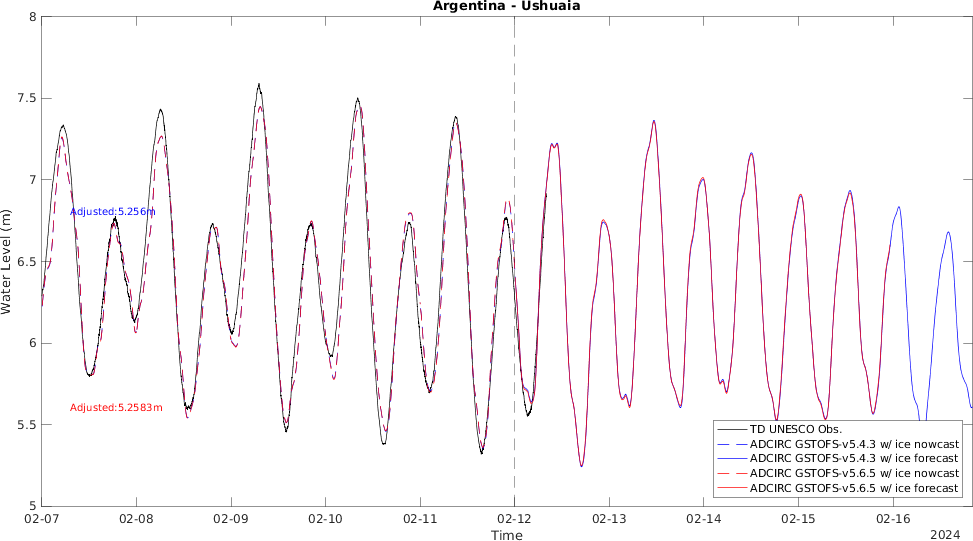 Argentina - Ushuaia
8
7.5
7
6.5
6
5.5
5
Water Level (m)
Adjusted:5.256m
Adjusted:5.2583m
TD UNESCO Obs.
ADCIRC GSTOFS-v5.4.3 w/ ice nowcast
ADCIRC GSTOFS-v5.4.3 w/ ice forecast
ADCIRC GSTOFS-v5.6.5 w/ ice nowcast
ADCIRC GSTOFS-v5.6.5 w/ ice forecast
02-07 02-08 02-09 02-10 02-11 02-12 02-13 02-14 02-15 02-16
Time
2024